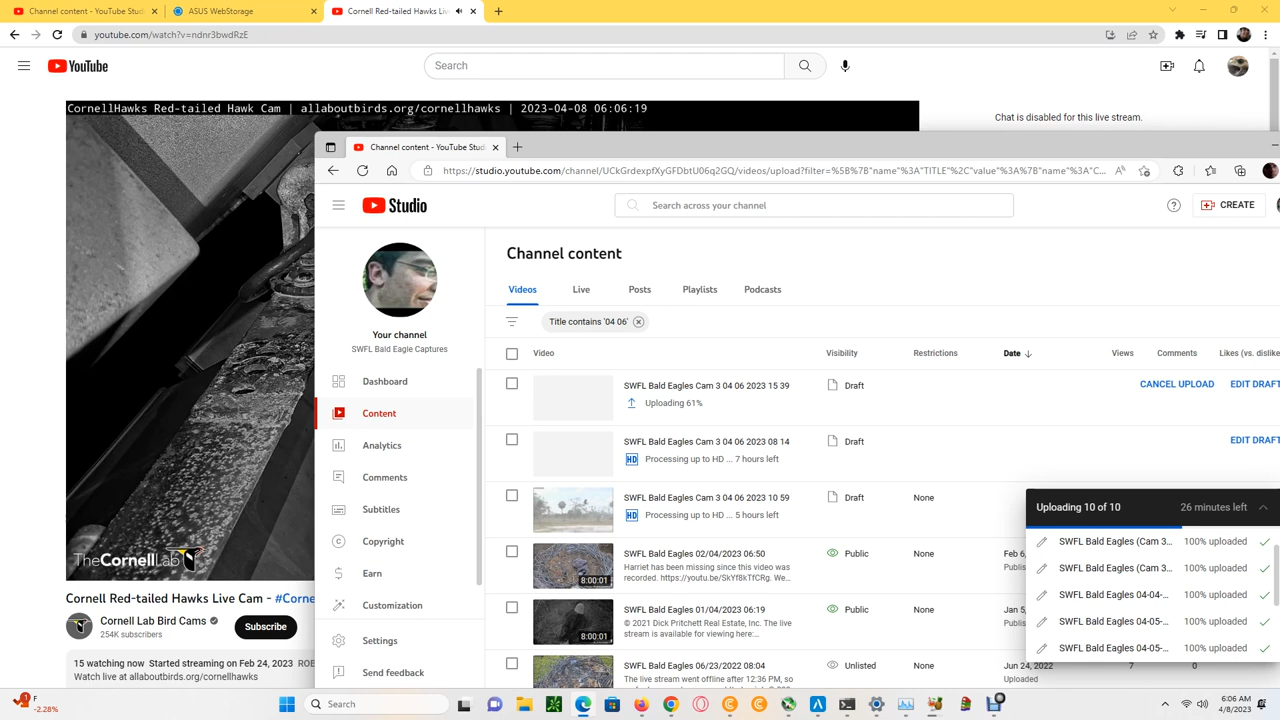 Content content - YouTube Studio
ASUS WebStorage
Cornell Red-tailed Hawks Liv
youtube.com/watch?v=ndnr3bwdRzE
YouTube
Search
CornellHawks Red-tailed Hawk Cam | allaboutbirds.org/cornellhawks | 2023-04-08 06:06:19
Chat is disabled for this live stream.
Channel content - YouTube Studi
https://studio.youtube.com/channel/UCkGrdexpfXyGFDbtU06q2GQ/videos/upload?filter=%5B%7B"name"%3A"TITLE"%2C"value"%3A%7B"name"%3A"C...
Studio
Search across your channel
CREATE
Channel content
Videos
Live
Posts
Playlists
Podcasts
Your channel
SWFL Bald Eagle Captures
Title contains '04 06'
Video
Visibility
Restrictions
Date
Views
Comments
Likes (vs. dislike
Dashboard
Content
Analytics
Comments
Subtitles
Copyright
Earn
Customization
Settings
Send feedback
SWFL Bald Eagles Cam 3 04 06 2023 15 39
Uploading 61%
Draft
CANCEL UPLOAD
EDIT DRAFT
SWFL Bald Eagles Cam 3 04 06 2023 08 14
HD Processing up to HD ... 7 hours left
Draft
EDIT DRAFT
SWFL Bald Eagles Cam 3 04 06 2023 10 59
HD Processing up to HD ... 5 hours left
Draft
None
SWFL Bald Eagles 02/04/2023 06:50
Harriet has been missing since this video was
recorded. https://youtu.be/SkYf8kTfCRg. We...
8:00:01
Public
None
Feb 6,
Publis
SWFL Bald Eagles 01/04/2023 06:19
© 2021 Dick Pritchett Real Estate, Inc. The live
stream is available for viewing here:...
8:00:01
Public
None
Jan 5,
Publis
SWFL Bald Eagles 06/23/2022 08:04
The live stream went offline after 12:36 PM, so
Unlisted
None
Jun 24, 2022
Uploaded
7
0
Uploading 10 of 10
26 minutes left
SWFL Bald Eagles (Cam 3...
100% uploaded
SWFL Bald Eagles (Cam 3...
100% uploaded
SWFL Bald Eagles 04-04-...
100% uploaded
SWFL Bald Eagles 04-05-...
100% uploaded
SWFL Bald Eagles 04-05-...
100% uploaded
TheCornellLab
Cornell Red-tailed Hawks Live Cam - #Corne
Cornell Lab Bird Cams
254K subscribers
Subscribe
15 watching now Started streaming on Feb 24, 2023 ROB
Watch live at allaboutbirds.org/cornellhawks
F
-2.28%
Search
6:06 AM
4/8/2023